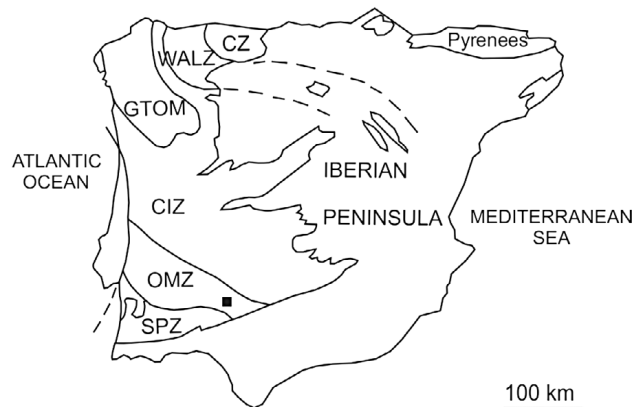 CZ
Pyrenees
WALZ
GTOM
ATLANTIC
OCEAN
IBERIAN
CIZ
PENINSULA
MEDITERRANEAN
SEA
OMZ
SPZ
100 km